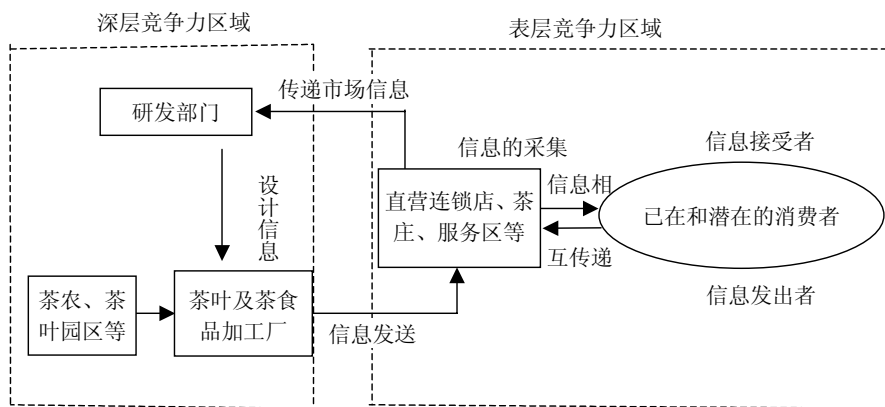 深层竞争力区域
表层竞争力区域
传递市场信息
研发部门
信息的采集
信息接受者
设计信息
直营连锁店、茶
庄、服务区等
信息相
互传递
已在和潜在的消费者
信息发出者
茶农、茶
叶园区等
茶叶及茶食
品加工厂
信息发送